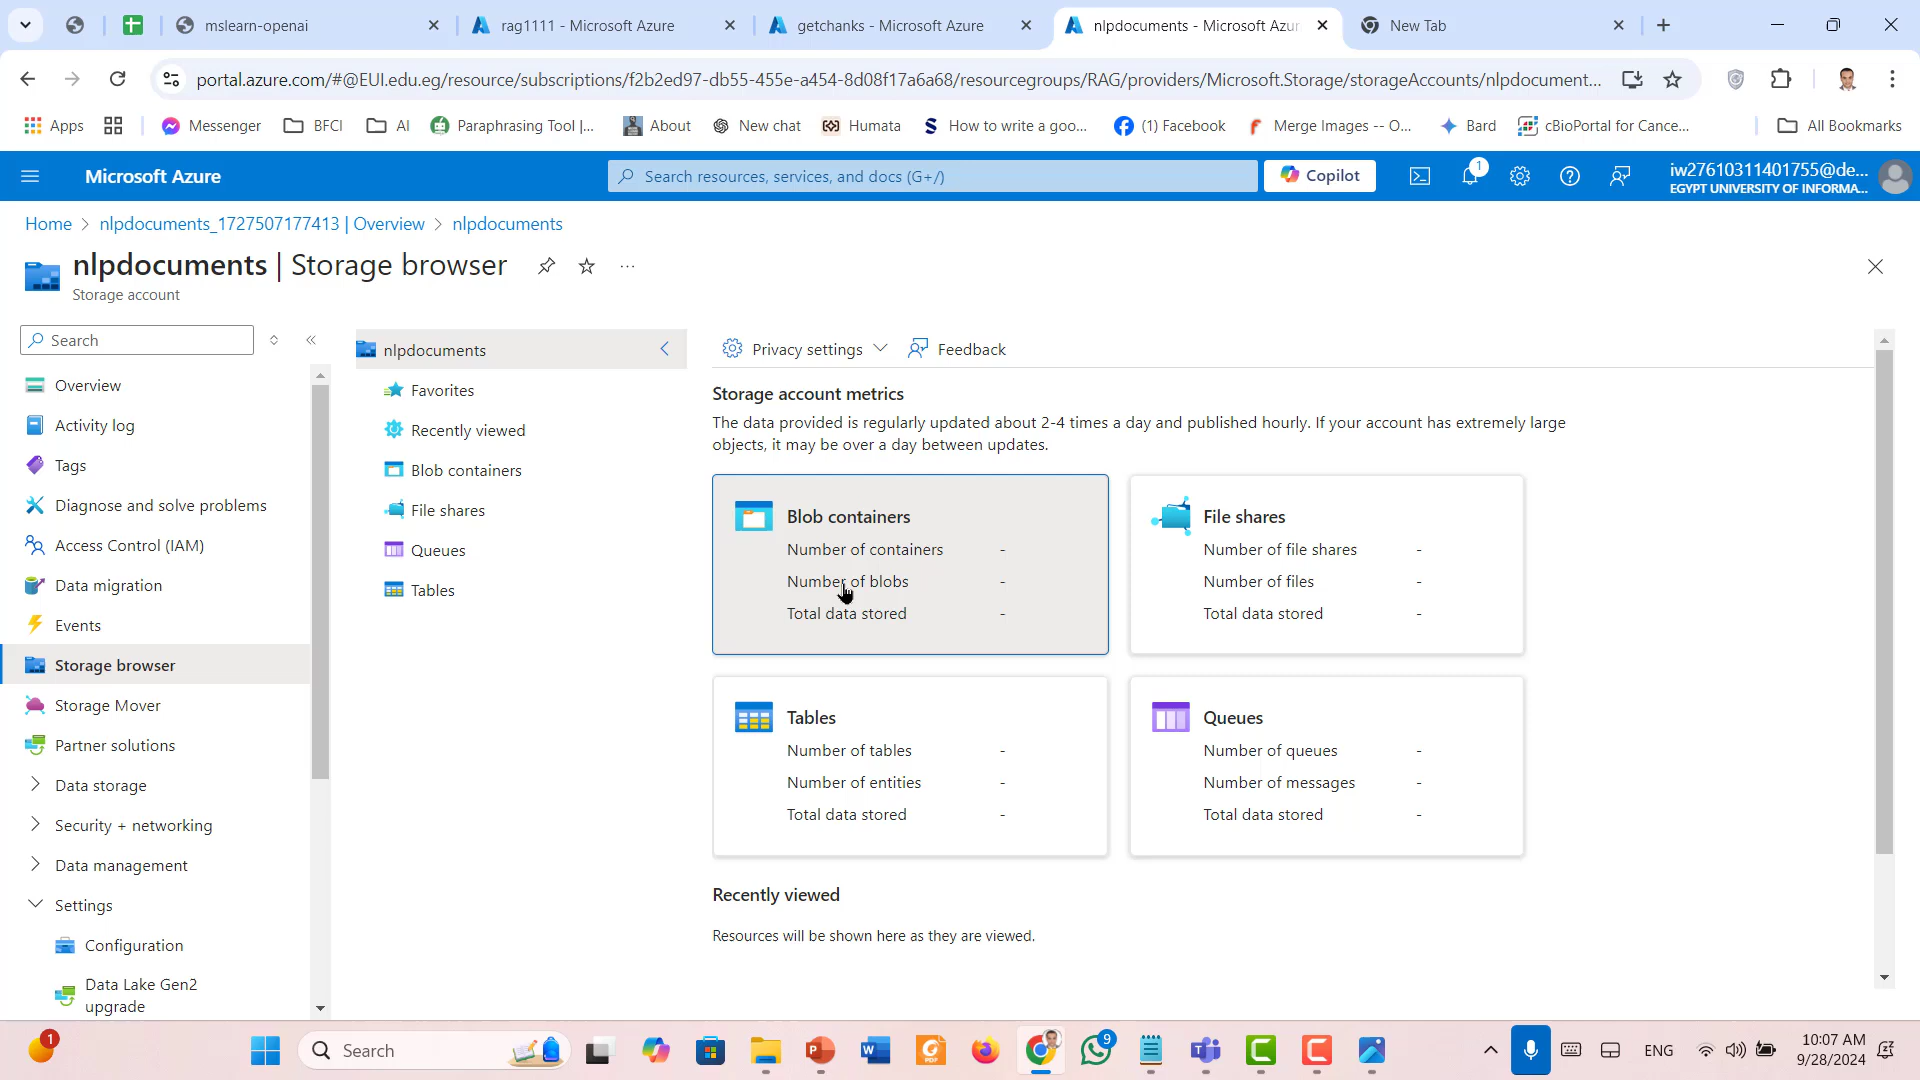 mslearn-openai
rag1111 - Microsoft Azure
getchanks - Microsoft Azure
nlpdocuments - Microsoft Azur
New Tab
portal.azure.com/#@EUI.edu.eg/resource/subscriptions/f2b2ed97-db55-455e-a454-8d08f17a6a68/resourcegroups/RAG/providers/Microsoft.Storage/storageAccounts/nlpdocument...
Apps
Messenger
BFCI
AI
Paraphrasing Tool |...
About
New chat
Humata
How to write a goo...
(1) Facebook
Merge Images -- O...
Bard
cBioPortal for Cance...
All Bookmarks
Microsoft Azure
Search resources, services, and docs (G+/)
Copilot
1
iw27610311401755@de...
EGYPT UNIVERSITY OF INFORMA...
Home > nlpdocuments_1727507177413 | Overview > nlpdocuments
nlpdocuments | Storage browser
...
Storage account
Search
Overview
Activity log
Tags
Diagnose and solve problems
Access Control (IAM)
Data migration
Events
Storage browser
Storage Mover
Partner solutions
Data storage
Security + networking
Data management
Settings
Configuration
Data Lake Gen2
upgrade
nlpdocuments
Favorites
Recently viewed
Blob containers
File shares
Queues
Tables
Privacy settings
Feedback
Storage account metrics
The data provided is regularly updated about 2-4 times a day and published hourly. If your account has extremely large
objects, it may be over a day between updates.
Blob containers
Number of containers -
Number of blobs -
Total data stored -
File shares
Number of file shares -
Number of files -
Total data stored -
Tables
Number of tables -
Number of entities -
Total data stored -
Queues
Number of queues -
Number of messages -
Total data stored -
Recently viewed
Resources will be shown here as they are viewed.
1
Search
9
ENG
10:07 AM
9/28/2024